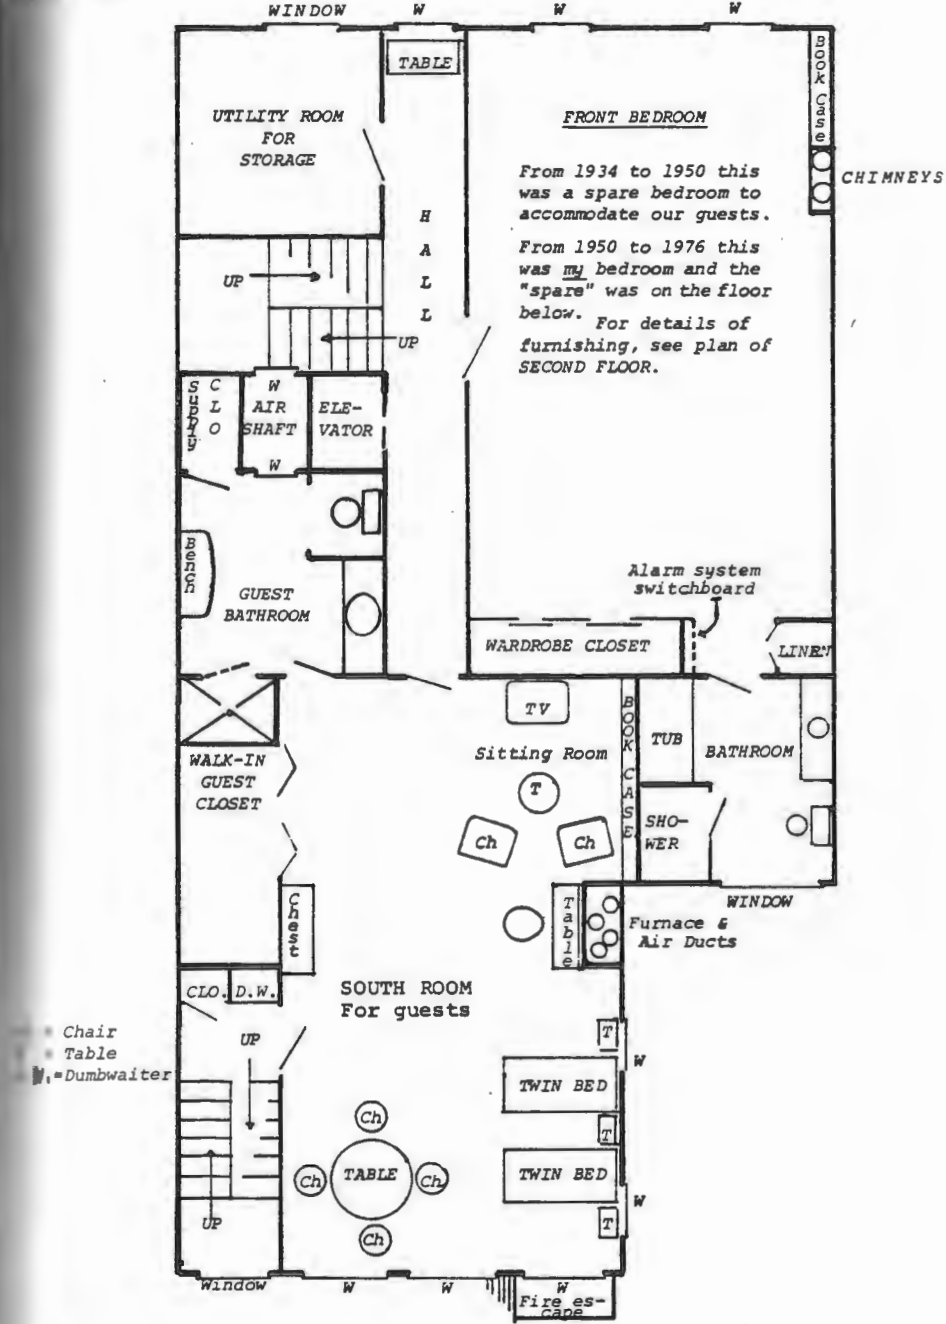 WINDOW
W
W
W
TABLE
Book Case
UTILITY ROOM
FOR
STORAGE
FRONT BEDROOM
From 1934 to 1950 this
was a spare bedroom to
accommodate our guests.
From 1950 to 1976 this
was my bedroom and the
"spare" was on the floor
below.
For details of
furnishing, see plan of
SECOND FLOOR.
CHIMNEYS
HALL
UP
UP
Supply
CLO
W
AIR
SHAFT
W
ELE-
VATOR
Bench
GUEST
BATHROOM
Alarm system
switchboard
WARDROBE CLOSET
LINEN
TV
BOOK CASE
TUB
BATHROOM
Sitting Room
T
Ch
Ch
SHO-
WER
WALK-IN
GUEST
CLOSET
WINDOW
Chest
Table
Furnace &
Air Ducts
CLO.
D.W.
SOUTH ROOM
For guests
= Chair
= Table
W.=Dumbwaiter
UP
T
W
TWIN BED
T
TWIN BED
W
T
Ch
Ch
TABLE
Ch
Ch
UP
Window
W
W
W
Fire es-
cape